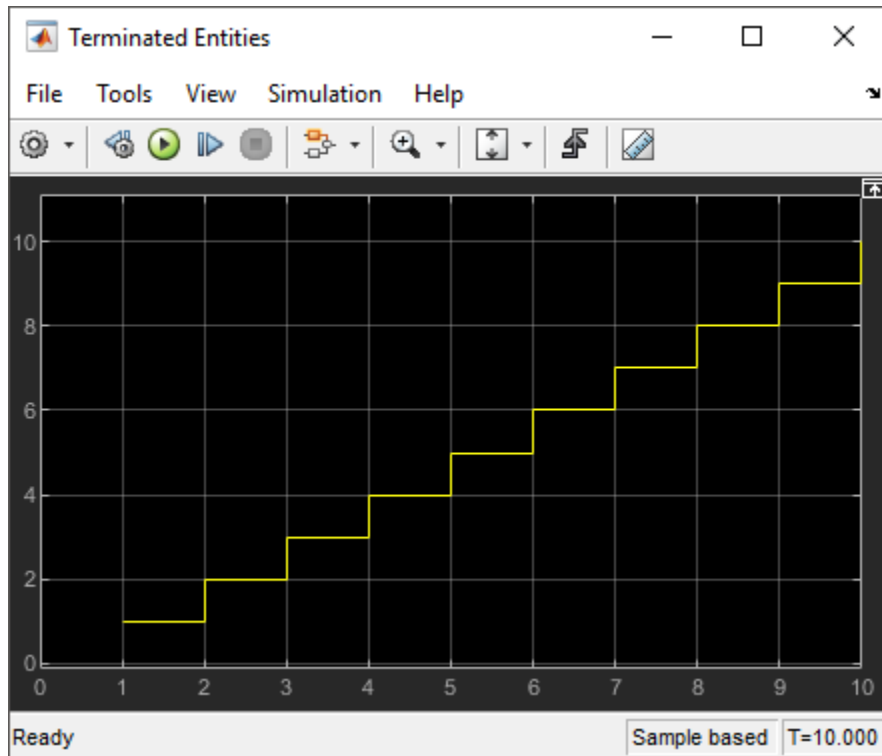 Terminated Entities
File Tools View Simulation Help
10
8
6
4
2
0
0 1 2 3 4 5 6 7 8 9 10
Ready Sample based T=10.000